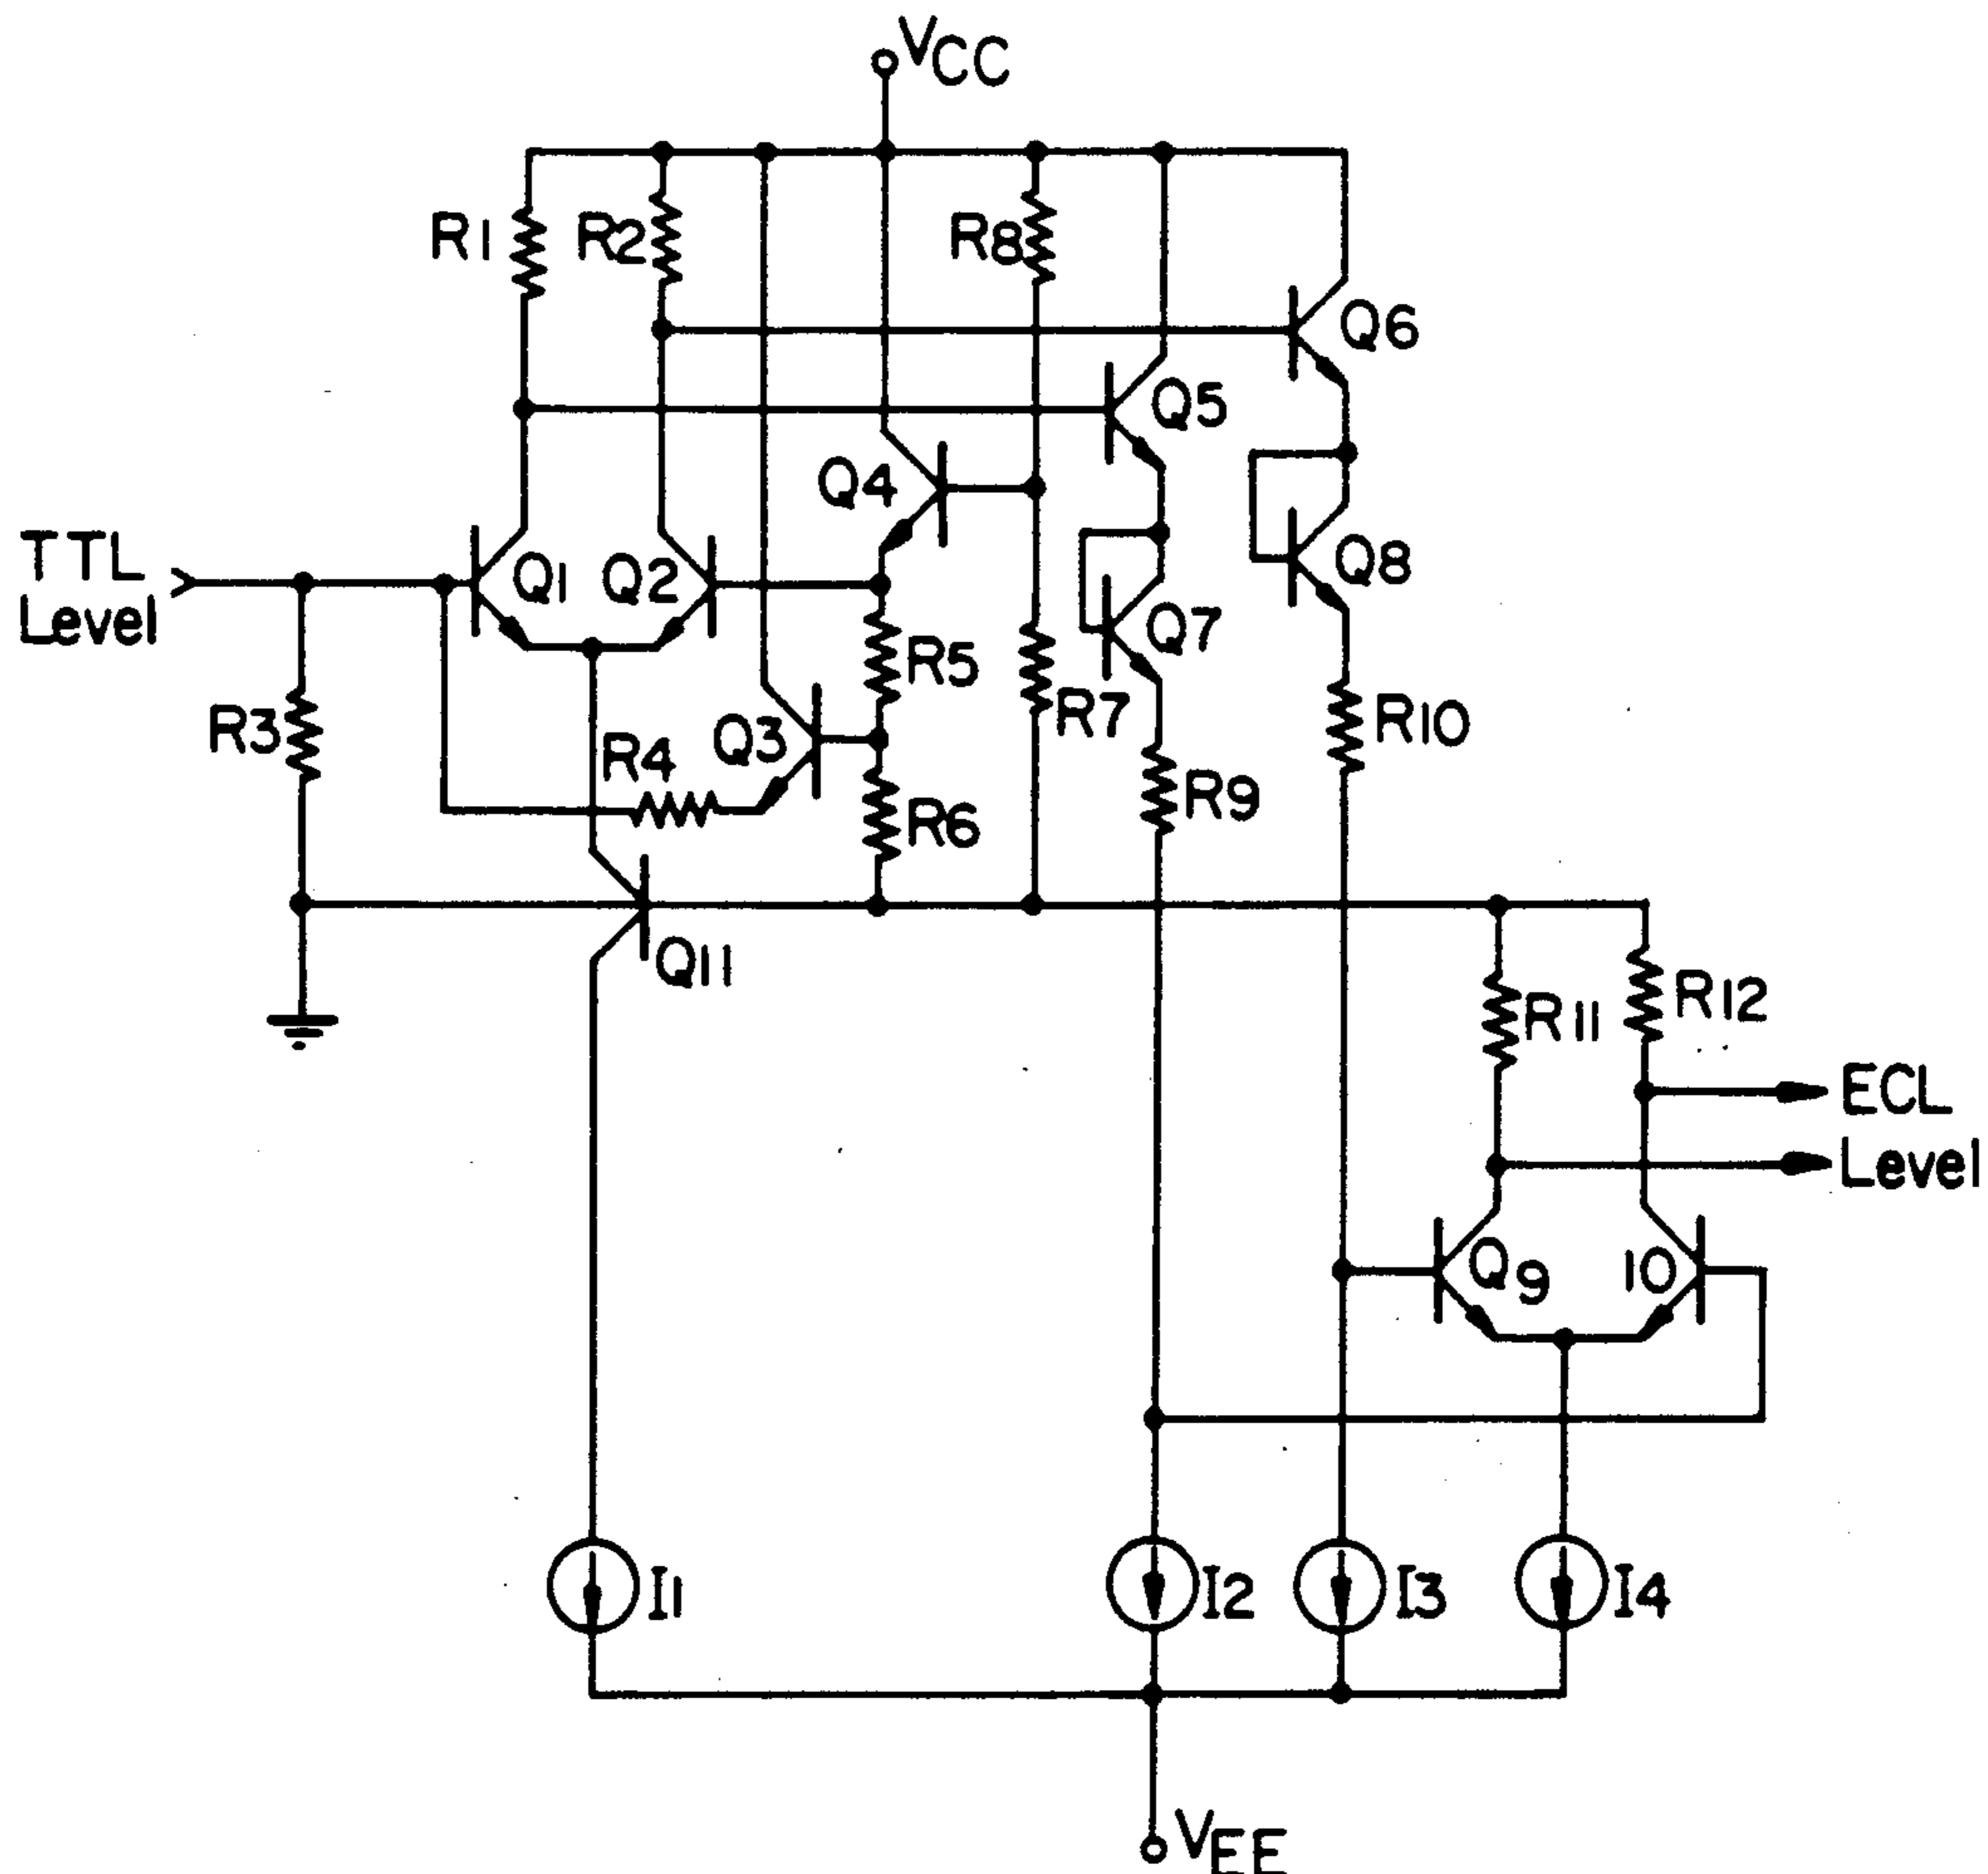 VCC
R1
R2
R8
Q6
Q5
Q4
TTL
Level
Q1
Q2
Q8
Q7
R5
R3
R4
Q3
R7
R10
R9
R6
Q11
R11
R12
ECL
Level
Q9
10
I1
I2
I3
I4
VEE